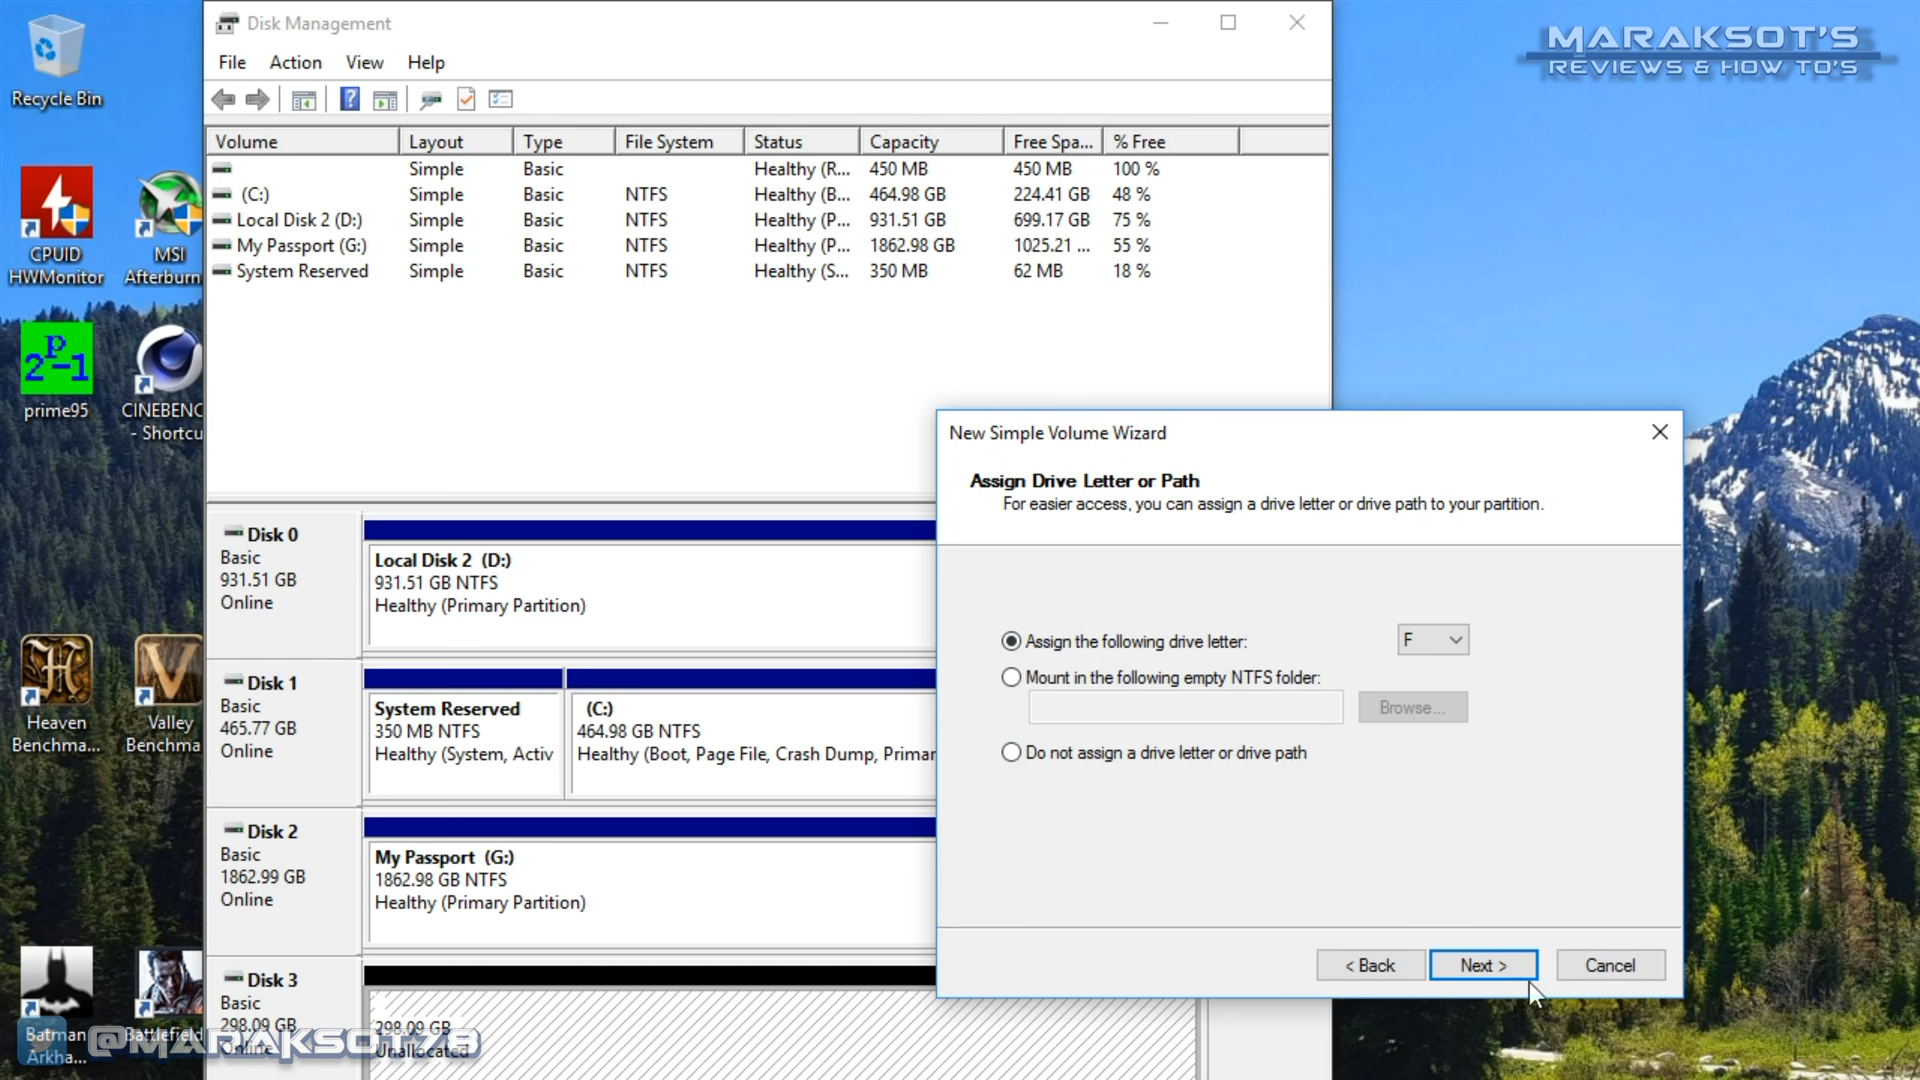 Recycle Bin
CPUID
HWMonitor
MSI
Afterburn
prime95
CINEBENC
- Shortcu
Heaven
Benchma...
Valley
Benchma
Batman
Arkha...
Battlefield
Disk Management
File Action View Help
Volume Layout Type File System Status Capacity Free Spa... % Free
Simple Basic Healthy (R... 450 MB 450 MB 100 %
(C:) Simple Basic NTFS Healthy (B... 464.98 GB 224.41 GB 48 %
Local Disk 2 (D:) Simple Basic NTFS Healthy (P... 931.51 GB 699.17 GB 75 %
My Passport (G:) Simple Basic NTFS Healthy (P... 1862.98 GB 1025.21 ... 55 %
System Reserved Simple Basic NTFS Healthy (S... 350 MB 62 MB 18 %
Disk 0
Basic
931.51 GB
Online
Local Disk 2 (D:)
931.51 GB NTFS
Healthy (Primary Partition)
Disk 1
Basic
465.77 GB
Online
System Reserved
350 MB NTFS
Healthy (System, Activ
(C:)
464.98 GB NTFS
Healthy (Boot, Page File, Crash Dump, Primar
Disk 2
Basic
1862.99 GB
Online
My Passport (G:)
1862.98 GB NTFS
Healthy (Primary Partition)
Disk 3
Basic
298.09 GB
Online
298.09 GB
Unallocated
New Simple Volume Wizard
Assign Drive Letter or Path
For easier access, you can assign a drive letter or drive path to your partition.
Assign the following drive letter: F
Mount in the following empty NTFS folder:
Browse...
Do not assign a drive letter or drive path
< Back Next > Cancel
MARAKSOT'S
REVIEWS & HOW TO'S
@MARAKSOT78